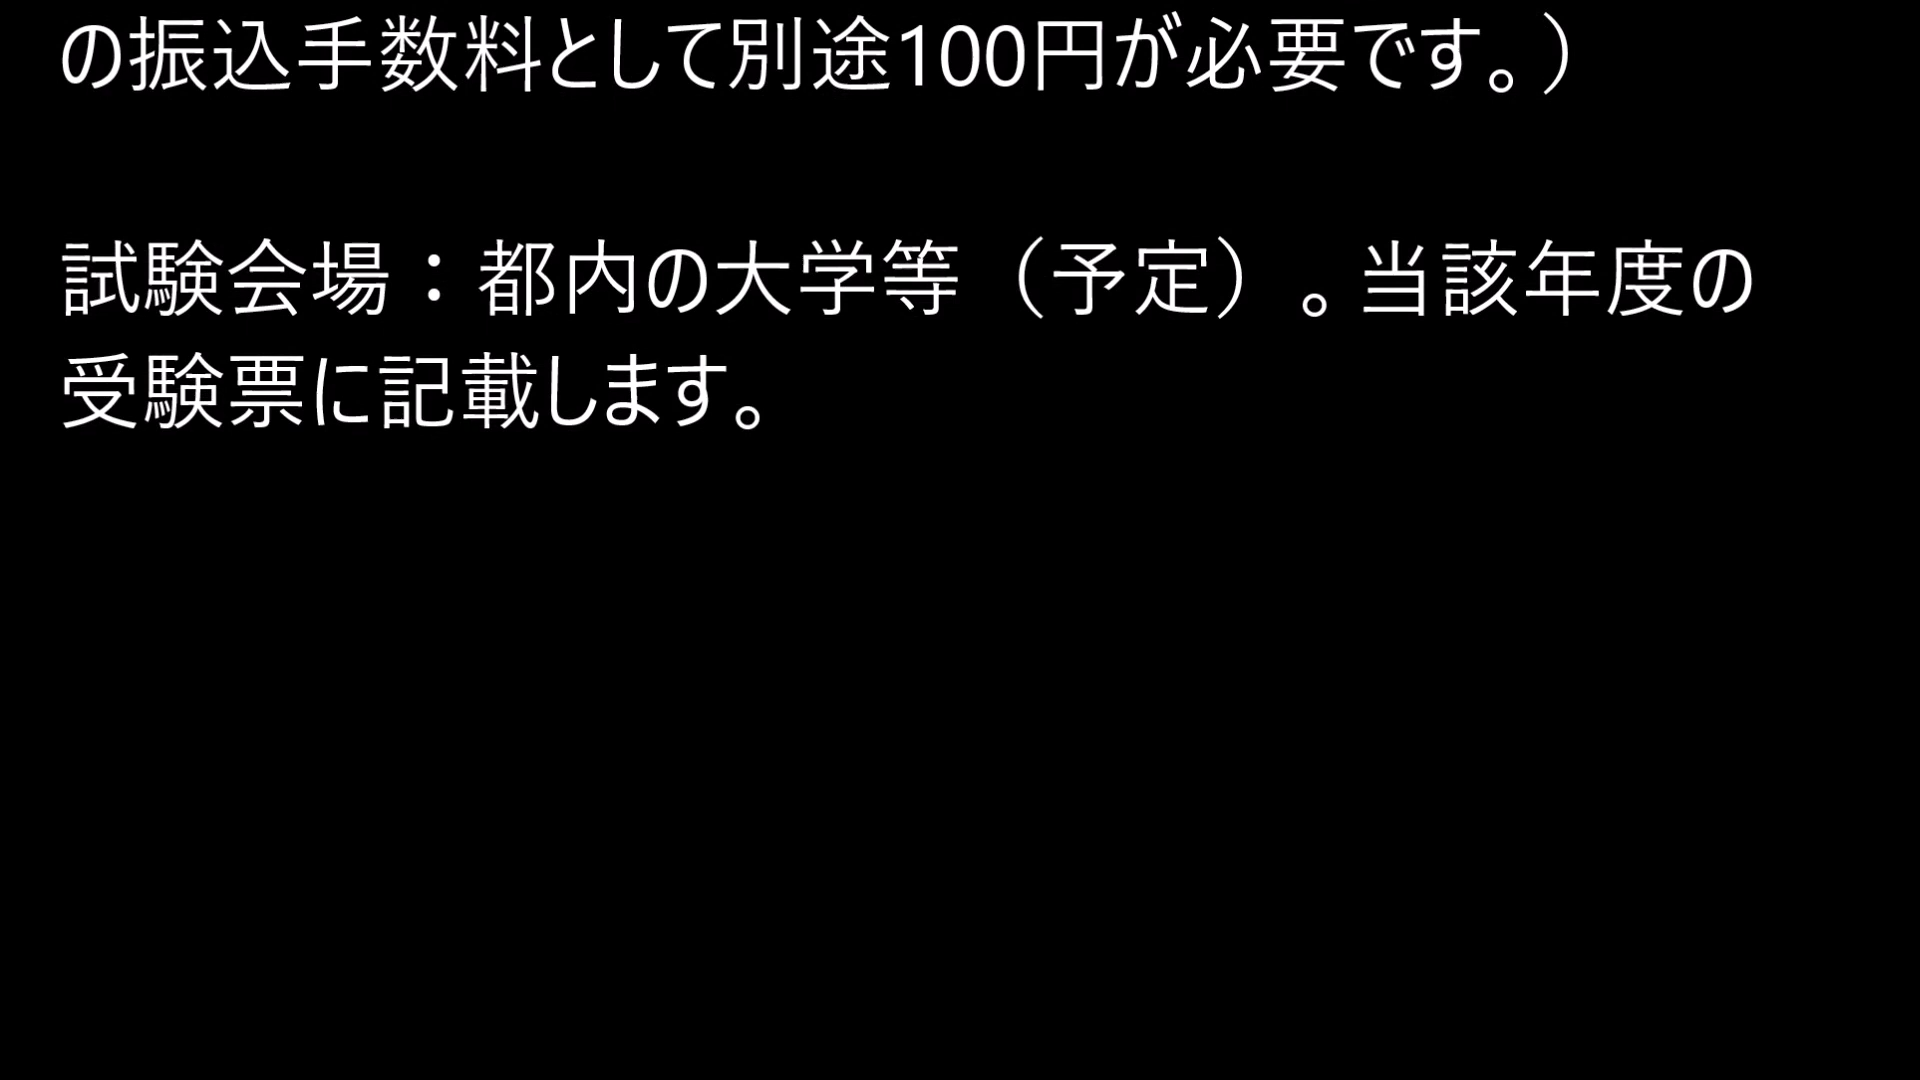 の振込手数料として別途100円が必要です。）
試験会場：都内の大学等（予定）。当該年度の
受験票に記載します。